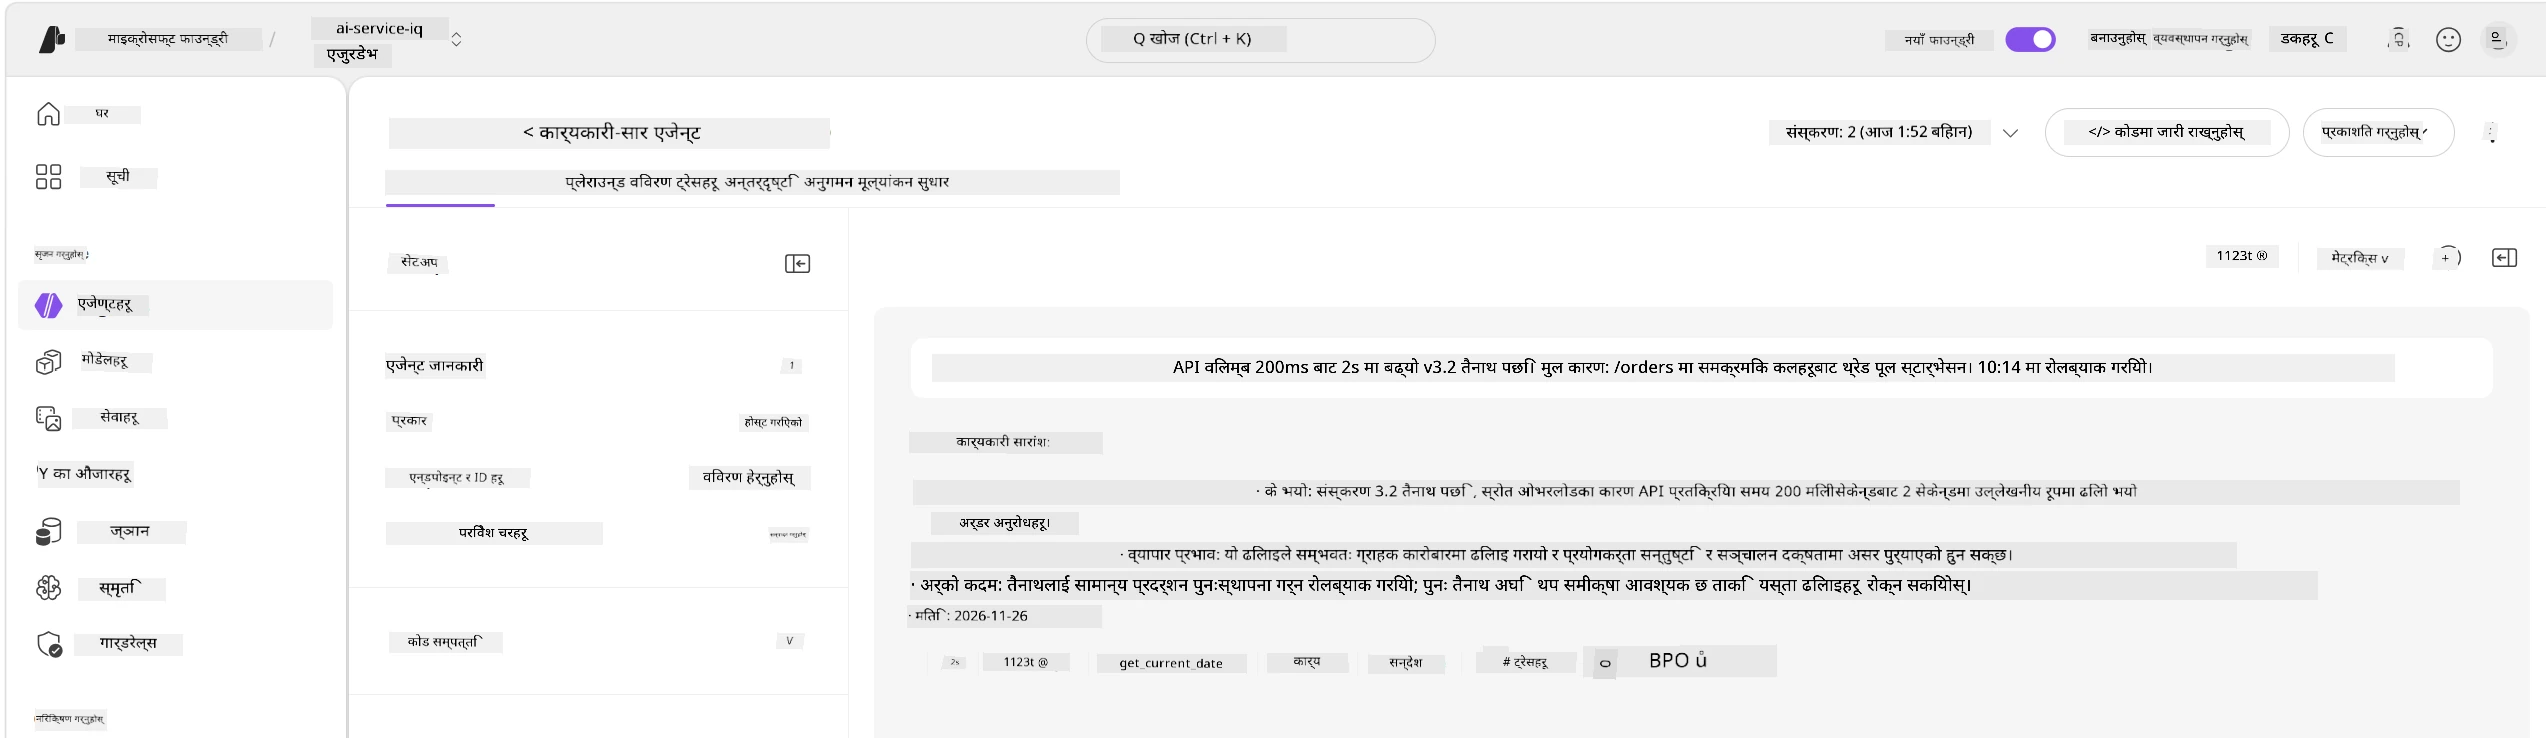 माइक्रोसफ्ट फाउन्ड्री /
ai-service-iq
एजुरडेभ
Q खोज (Ctrl + K)
नयाँ फाउन्ड्री
बनाउनुहोस् व्यवस्थापन गर्नुहोस्
डकहरू C
घर
सूची
सृजन गर्नुहोस्
एजेण्टहरू
मोडेलहरू
सेवाहरू
Y का औजारहरू
ज्ञान
स्मृति
गार्डरेल्स
निरिक्षण गर्नुहोस्
< कार्यकारी-सार एजेन्ट
संस्करण: 2 (आज 1:52 बिहान)
</> कोडमा जारी राख्नुहोस्
प्रकाशित गर्नुहोस्
प्लेराउन्ड विवरण ट्रेसहरू अन्तर्दृष्टि अनुगमन मूल्यांकन सुधार
सेटअप
एजेन्ट जानकारी 1
प्रकार होस्ट गरिएको
एन्डपोइन्ट र ID हरू विवरण हेर्नुहोस्
परिवेश चरहरू
कोड सम्पत्ति V
1123t ®
मेट्रिक्स v
+
API विलम्ब 200ms बाट 2s मा बढ्यो v3.2 तैनाथ पछि। मुल कारण: /orders मा समक्रमिक कलहरूबाट थ्रेड पूल स्टार्भेसन। 10:14 मा रोलब्याक गरियो।
कार्यकारी सारांश:
· के भयो: संस्करण 3.2 तैनाथ पछि, स्रोत ओभरलोडका कारण API प्रतिक्रिया समय 200 मिलीसेकेन्डबाट 2 सेकेन्डमा उल्लेखनीय रूपमा ढिलो भयो
अर्डर अनुरोधहरू।
· व्यापार प्रभाव: यो ढिलाइले सम्भवतः ग्राहक कारोबारमा ढिलाइ गरायो र प्रयोगकर्ता सन्तुष्टि र सञ्चालन दक्षतामा असर पुर्‍याएको हुन सक्छ।
· अर्को कदम: तैनाथलाई सामान्य प्रदर्शन पुनःस्थापना गर्न रोलब्याक गरियो; पुनः तैनाथ अघि थप समीक्षा आवश्यक छ ताकि यस्ता ढिलाइहरू रोक्न सकियोस्।
· मिति: 2026-11-26
2s 1123t @ get_current_date कार्य सन्देश # ट्रेसहरू BPO ů